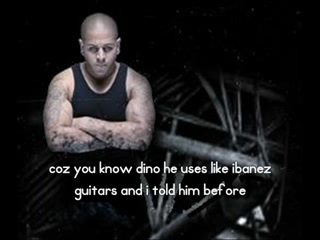 coz you know dino he uses like ibanez
guitars and i told him before